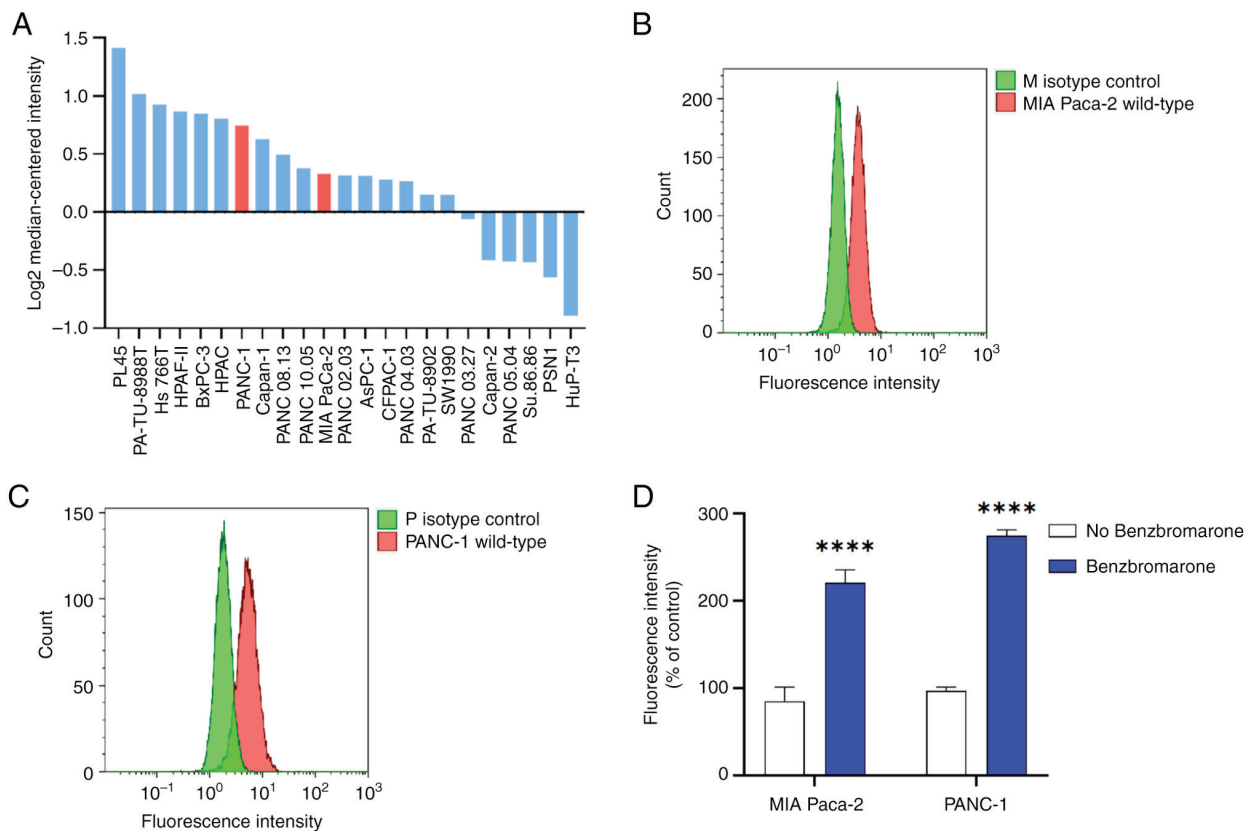 A
Log2 median-centered intensity
1.5
1.0
0.5
0.0
−0.5
−1.0
PL45
PA-TU-8988T
Hs 766T
HPAF-II
BxPC-3
HPAC
PANC-1
Capan-1
PANC 08.13
PANC 10.05
MIA PaCa-2
PANC 02.03
AsPC-1
CFPAC-1
PANC 04.03
PA-TU-8902
SW1990
PANC 03.27
Capan-2
PANC 05.04
Su.86.86
PSN1
HuP-T3
B
Count
200
150
100
50
0
10−1
100
101
102
103
Fluorescence intensity
M isotype control
MIA Paca-2 wild-type
C
Count
150
100
50
0
10−1
100
101
102
103
Fluorescence intensity
P isotype control
PANC-1 wild-type
D
Fluorescence intensity
(% of control)
300
200
100
0
****
****
MIA Paca-2
PANC-1
No Benzbromarone
Benzbromarone